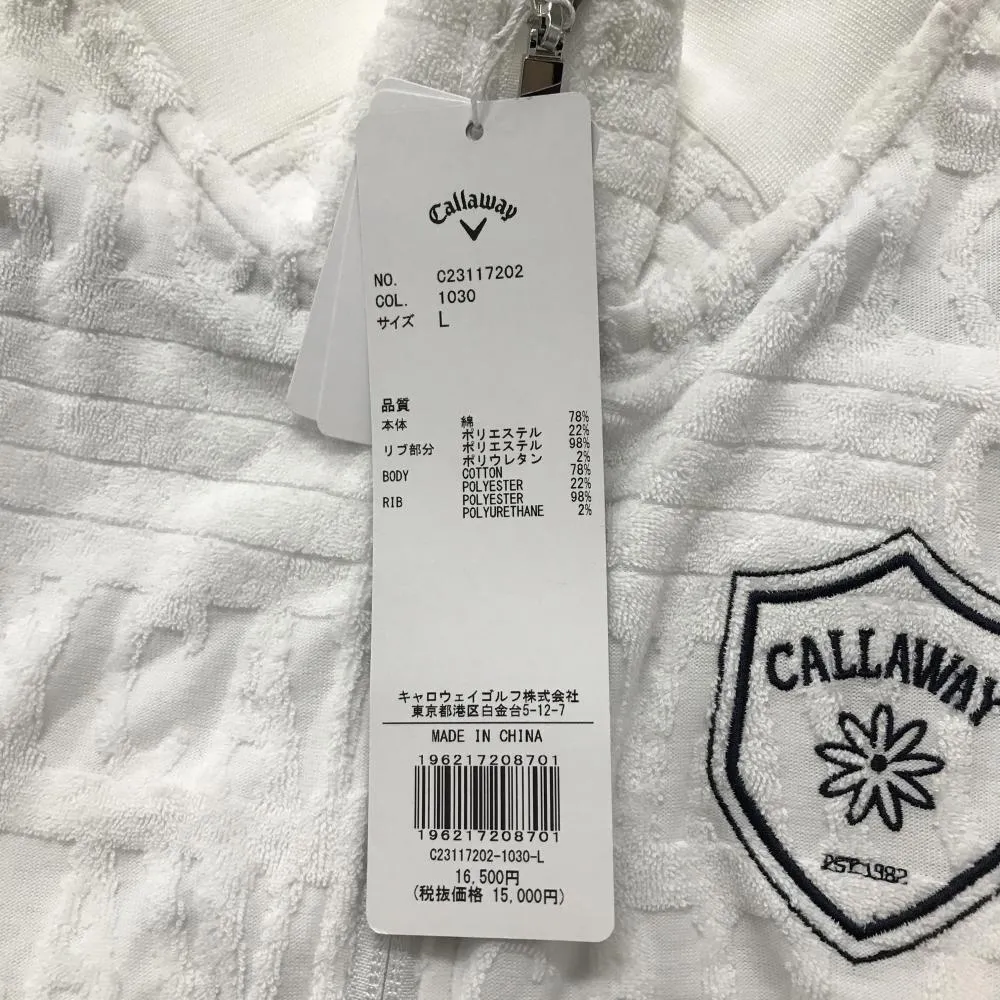 Callaway
NO. C23117202
COL. 1030
サイズ L
品質
本体 綿 78%
ポリエステル 22%
リブ部分 ポリエステル 98%
ポリウレタン 2%
BODY COTTON 78%
POLYESTER 22%
RIB POLYESTER 98%
POLYURETHANE 2%
キャロウェイゴルフ株式会社
東京都港区白金台5-12-7
MADE IN CHINA
196217208701
196217208701
C23117202-1030-L
16,500円
(税抜価格 15,000円)
CALLAWAY
EST.1982